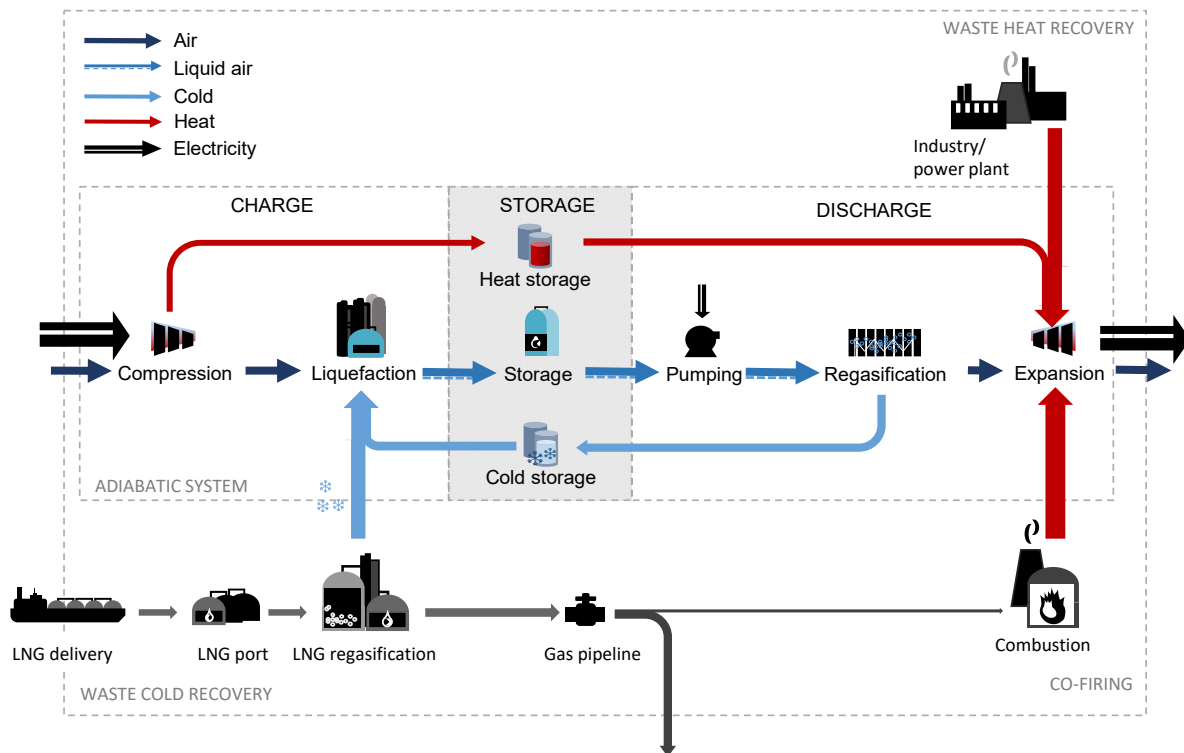 WASTE HEAT RECOVERY
Air
Liquid air
Cold
Heat
Electricity
Industry/
power plant
CHARGE
STORAGE
DISCHARGE
Heat storage
Compression
Liquefaction
Storage
Pumping
Regasification
Expansion
Cold storage
ADIABATIC SYSTEM
LNG delivery
LNG port
LNG regasification
Gas pipeline
Combustion
WASTE COLD RECOVERY
CO-FIRING